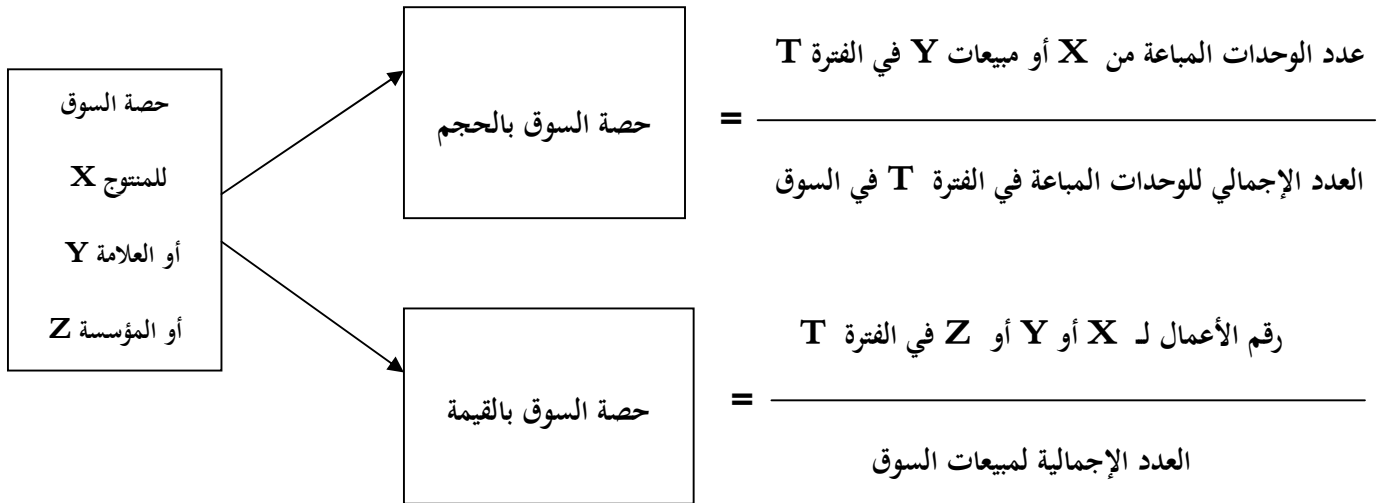 حصة السوق
للمنتوج X
أو العلامة Y
أو المؤسسة Z
حصة السوق بالحجم
=
عدد الوحدات المباعة من X أو مبيعات Y في الفترة T
العدد الإجمالي للوحدات المباعة في الفترة T في السوق
حصة السوق بالقيمة
=
رقم الأعمال لـ X أو Y أو Z في الفترة T
العدد الإجمالية لمبيعات السوق